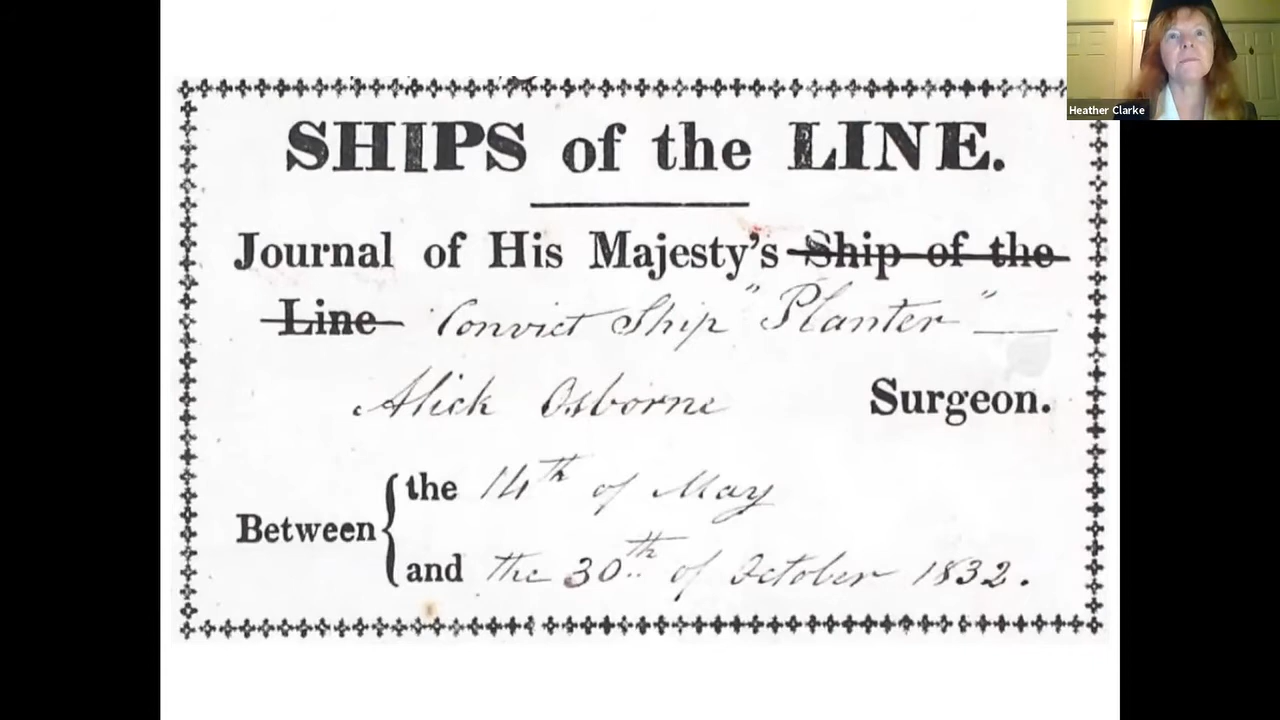 SHIPS of the LINE.
Journal of His Majesty's Ship of the
Line Convict Ship "Planter"
Alick Osborne Surgeon.
Between
the 14th of May
and the 30th of October 1832.
Heather Clarke